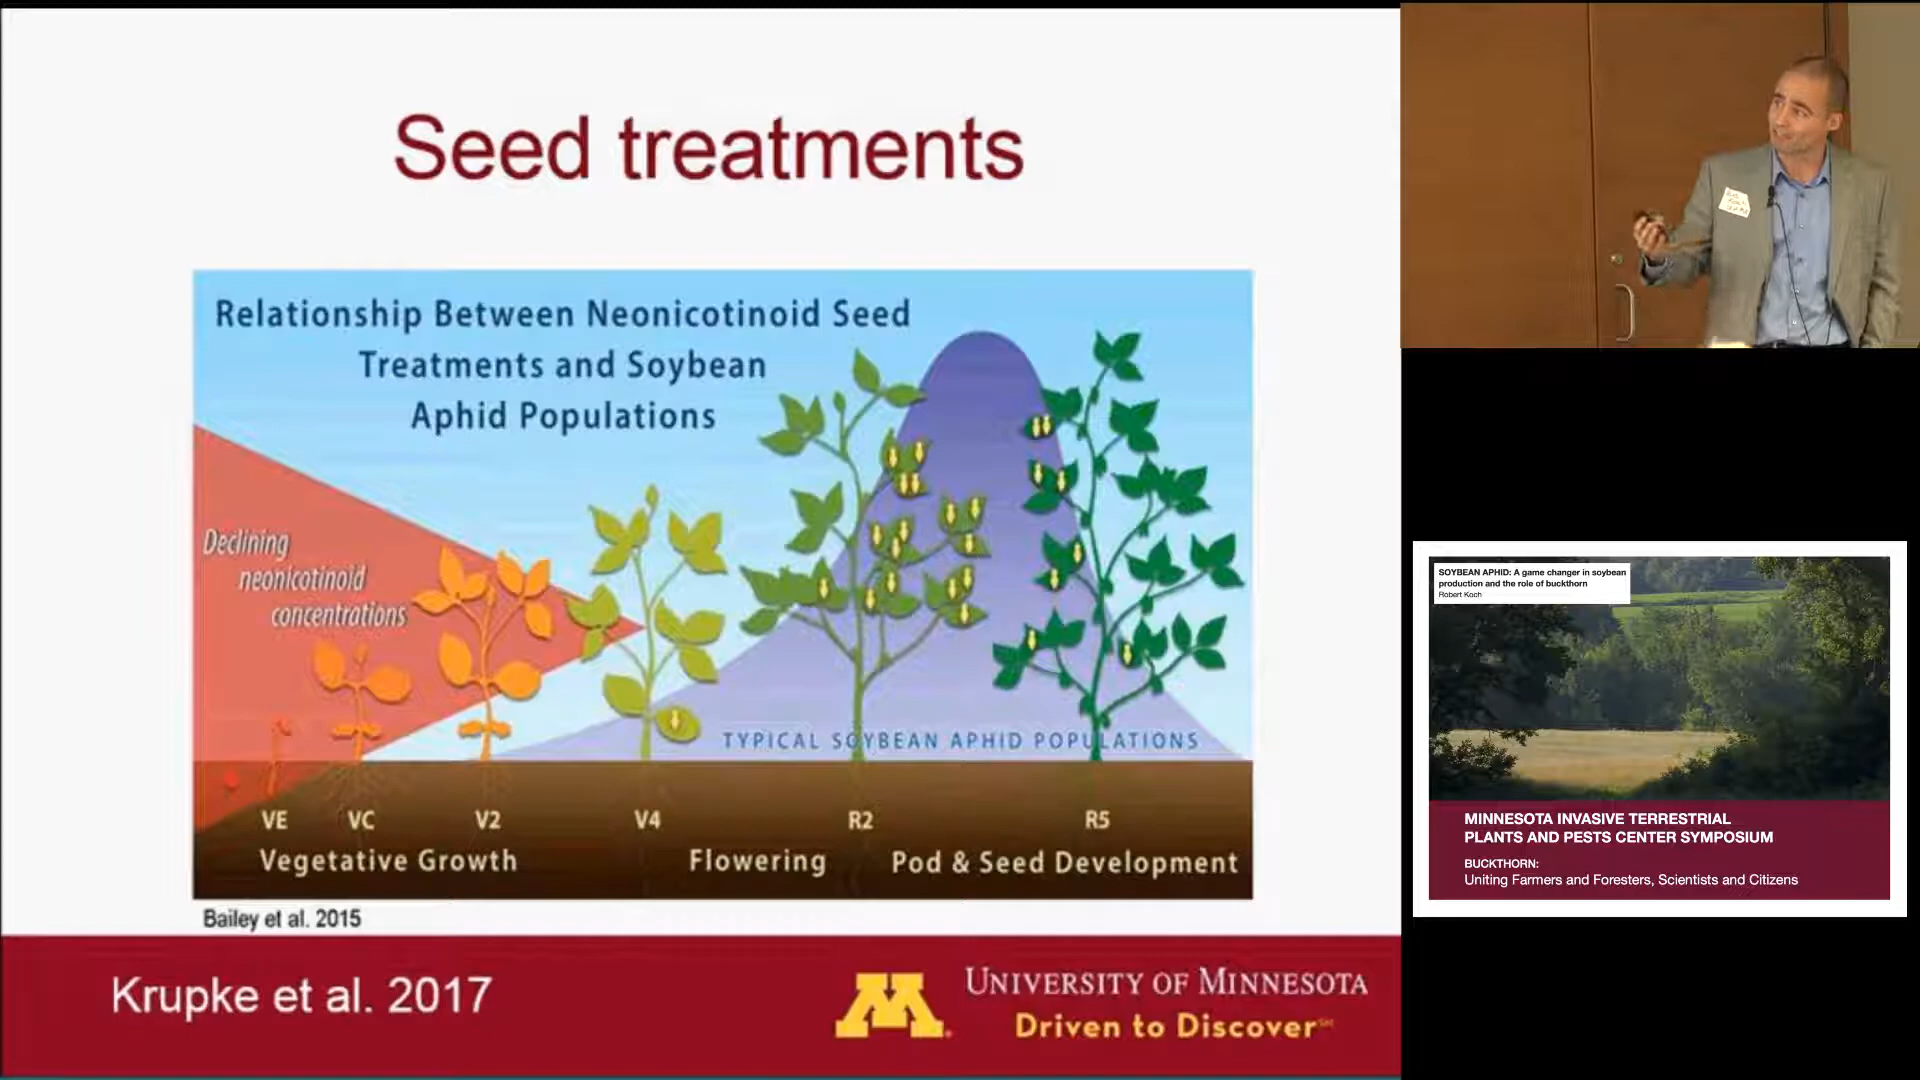 Seed treatments
Relationship Between Neonicotinoid Seed
Treatments and Soybean
Aphid Populations
Declining
neonicotinoid
concentrations
TYPICAL SOYBEAN APHID POPULATIONS
VE VC V2 V4 R2 R5
Vegetative Growth Flowering Pod & Seed Development
Bailey et al. 2015
Krupke et al. 2017
UNIVERSITY OF MINNESOTA
Driven to Discover℠
SOYBEAN APHID: A game changer in soybean
production and the role of buckthorn
Robert Koch
MINNESOTA INVASIVE TERRESTRIAL
PLANTS AND PESTS CENTER SYMPOSIUM
BUCKTHORN:
Uniting Farmers and Foresters, Scientists and Citizens